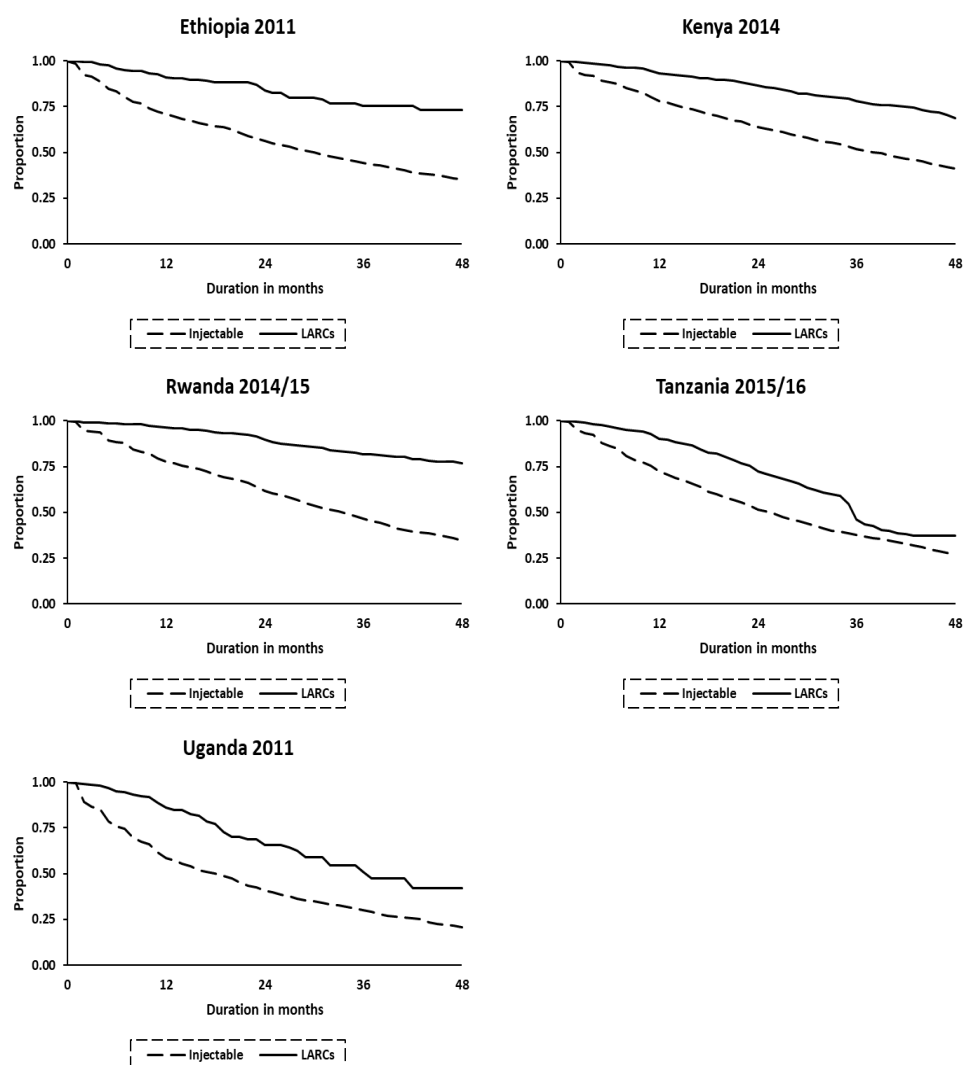 Ethiopia 2011
1.00
0.75
0.50
0.25
0.00
Proportion
0 12 24 36 48
Duration in months
Injectable LARCs
Kenya 2014
1.00
0.75
0.50
0.25
0.00
Proportion
0 12 24 36 48
Duration in months
Injectable LARCs
Rwanda 2014/15
1.00
0.75
0.50
0.25
0.00
Proportion
0 12 24 36 48
Duration in months
Injectable LARCs
Tanzania 2015/16
1.00
0.75
0.50
0.25
0.00
Proportion
0 12 24 36 48
Duration in months
Injectable LARCs
Uganda 2011
1.00
0.75
0.50
0.25
0.00
Proportion
0 12 24 36 48
Duration in months
Injectable LARCs